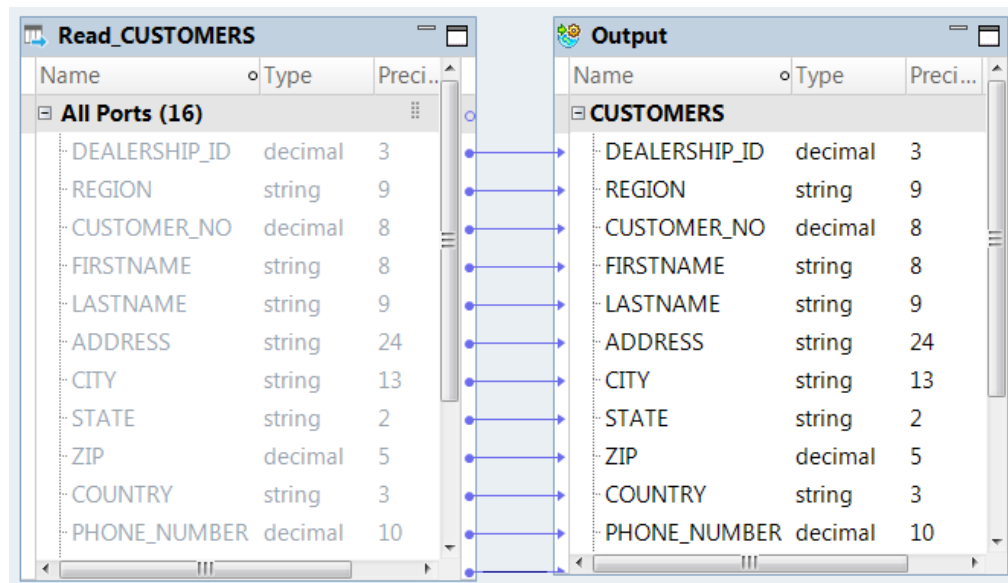 Read_CUSTOMERS
Name Type Preci...
All Ports (16)
DEALERSHIP_ID decimal 3
REGION string 9
CUSTOMER_NO decimal 8
FIRSTNAME string 8
LASTNAME string 9
ADDRESS string 24
CITY string 13
STATE string 2
ZIP decimal 5
COUNTRY string 3
PHONE_NUMBER decimal 10
Output
Name Type Preci...
CUSTOMERS
DEALERSHIP_ID decimal 3
REGION string 9
CUSTOMER_NO decimal 8
FIRSTNAME string 8
LASTNAME string 9
ADDRESS string 24
CITY string 13
STATE string 2
ZIP decimal 5
COUNTRY string 3
PHONE_NUMBER decimal 10